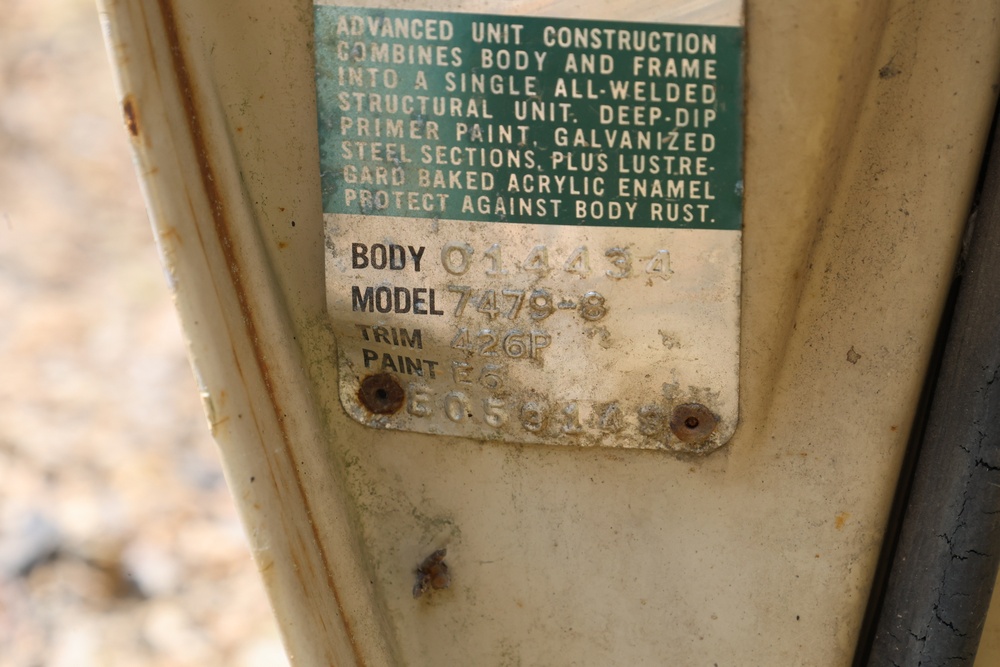 ADVANCED UNIT CONSTRUCTION
COMBINES BODY AND FRAME
INTO A SINGLE ALL-WELDED
STRUCTURAL UNIT. DEEP-DIP
PRIMER PAINT, GALVANIZED
STEEL SECTIONS, PLUS LUSTRE-
GARD BAKED ACRYLIC ENAMEL
PROTECT AGAINST BODY RUST.
BODY 014434
MODEL 7479-8
TRIM 426P
PAINT E6